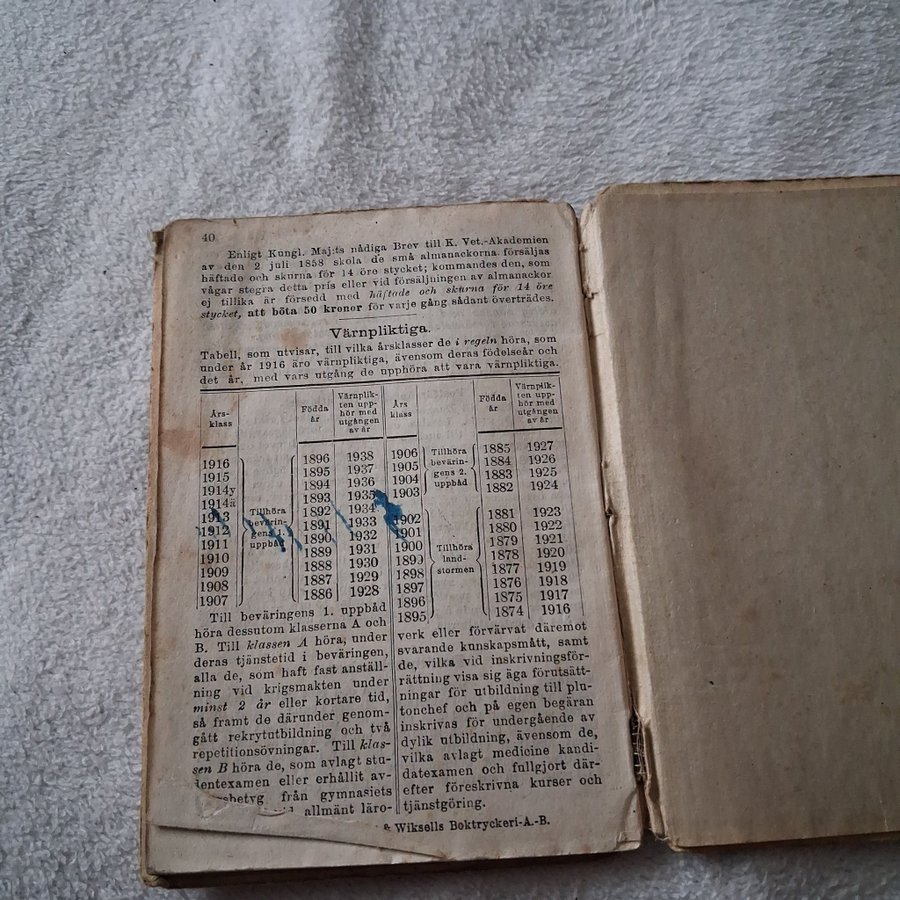 40
Enligt Kungl. Maj:ts nådiga Brev till K. Vet.-Akademien
av den 2 juli 1858 skola de små almanackorna försäljas
häftade och skurna för 14 öre stycket; kommandes den, som
vågar stegra detta pris eller vid försäljningen av almanackor
ej tillika är försedd med häftade och skurna för 14 öre
stycket, att böta 50 kronor för varje gång sådant överträdes.
Värnpliktiga.
Tabell, som utvisar, till vilka årsklasser de i regeln höra, som
under år 1916 äro värnpliktiga, ävensom deras födelseår och
det år, med vars utgång de upphöra att vara värnpliktiga.
Års-
klass
Födda
år
Värnplik-
ten upp-
hör med
utgången
av år
1916 1896 1938
1915 1895 1937
1914y 1894 1936
1914ä 1893 1935
1913 1892 1934
1912 1891 1933
1911 1890 1932
1910 1889 1931
1909 1888 1930
1908 1887 1929
1907 1886 1928
Tillhöra
bevärin-
gens 1.
uppbåd
Års
klass
Födda
år
Värnplik-
ten upp-
hör med
utgången
av år
1906 1885 1927
1905 1884 1926
1904 1883 1925
1903 1882 1924
Tillhöra
bevärin-
gens 2.
uppbåd
1902 1881 1923
1901 1880 1922
1900 1879 1921
1899 1878 1920
1898 1877 1919
1897 1876 1918
1896 1875 1917
1895 1874 1916
Tillhöra
land-
stormen
Till beväringens 1. uppbåd
höra dessutom klasserna A och
B. Till klassen A höra, under
deras tjänstetid i beväringen,
alla de, som haft fast anställ-
ning vid krigsmakten under
minst 2 år eller kortare tid,
så framt de därunder genom-
gått rekrytutbildning och två
repetitionsövningar. Till klas-
sen B höra de, som avlagt stu-
dentexamen eller erhållit av-
från gymnasiets
allmänt läro-
verk eller förvärvat däremot
svarande kunskapsmått, samt
de, vilka vid inskrivningsför-
rättning visa sig äga förutsätt-
ningar för utbildning till plu-
tonchef och på egen begäran
inskrivas för undergående av
dylik utbildning, ävensom de,
vilka avlagt medicine kandi-
datexamen och fullgjort där-
efter föreskrivna kurser och
tjänstgöring.
& Wiksells Boktryckeri-A.-B.